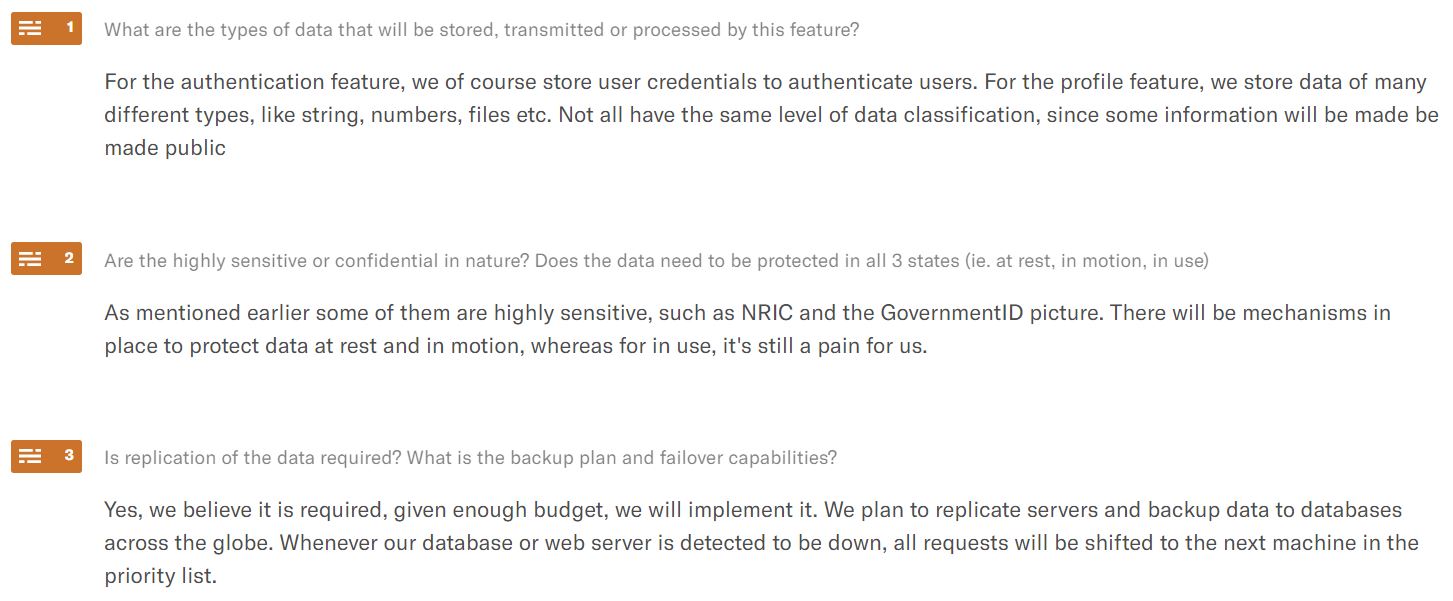 1 What are the types of data that will be stored, transmitted or processed by this feature?
For the authentication feature, we of course store user credentials to authenticate users. For the profile feature, we store data of many
different types, like string, numbers, files etc. Not all have the same level of data classification, since some information will be made be
made public
2 Are the highly sensitive or confidential in nature? Does the data need to be protected in all 3 states (ie. at rest, in motion, in use)
As mentioned earlier some of them are highly sensitive, such as NRIC and the GovernmentID picture. There will be mechanisms in
place to protect data at rest and in motion, whereas for in use, it's still a pain for us.
3 Is replication of the data required? What is the backup plan and failover capabilities?
Yes, we believe it is required, given enough budget, we will implement it. We plan to replicate servers and backup data to databases
across the globe. Whenever our database or web server is detected to be down, all requests will be shifted to the next machine in the
priority list.